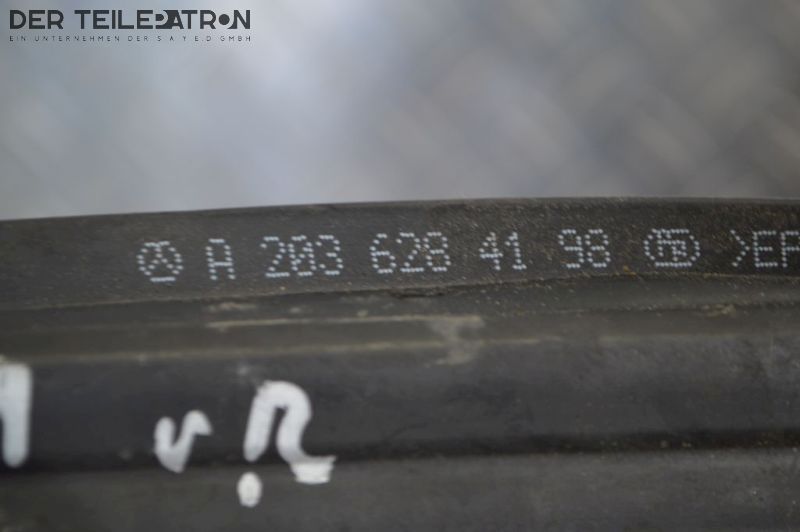 DER TEILEPATRON
EIN UNTERNEHMEN DER S A Y E.D GMBH
A 203 628 41 98 >EP
v.R